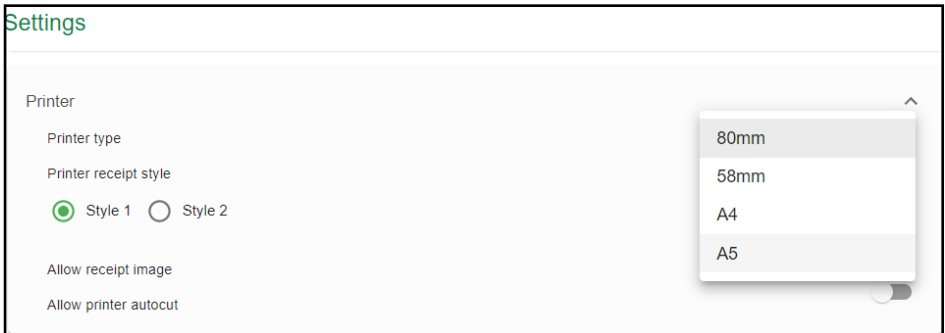 Settings
Printer
Printer type
80mm
Printer receipt style
58mm
Style 1 Style 2
A4
A5
Allow receipt image
Allow printer autocut